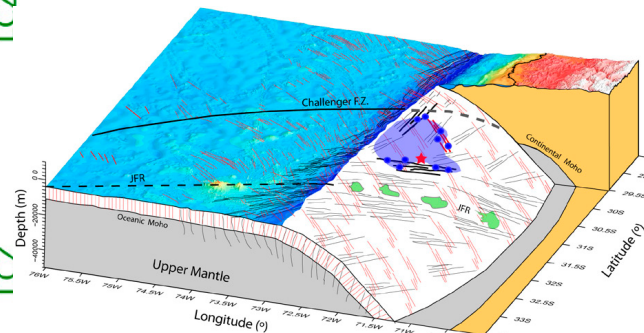 Challenger F.Z.
Continental Moho
JFR
JFR
Oceanic Moho
Upper Mantle
Depth (m)
0
-20000
-40000
76W
75.5W
75W
74.5W
74W
73.5W
73W
72.5W
72W
71.5W
71W
Longitude (º)
29.5S
30S
30.5S
31S
31.5S
32S
32.5S
33S
Latitude (º)